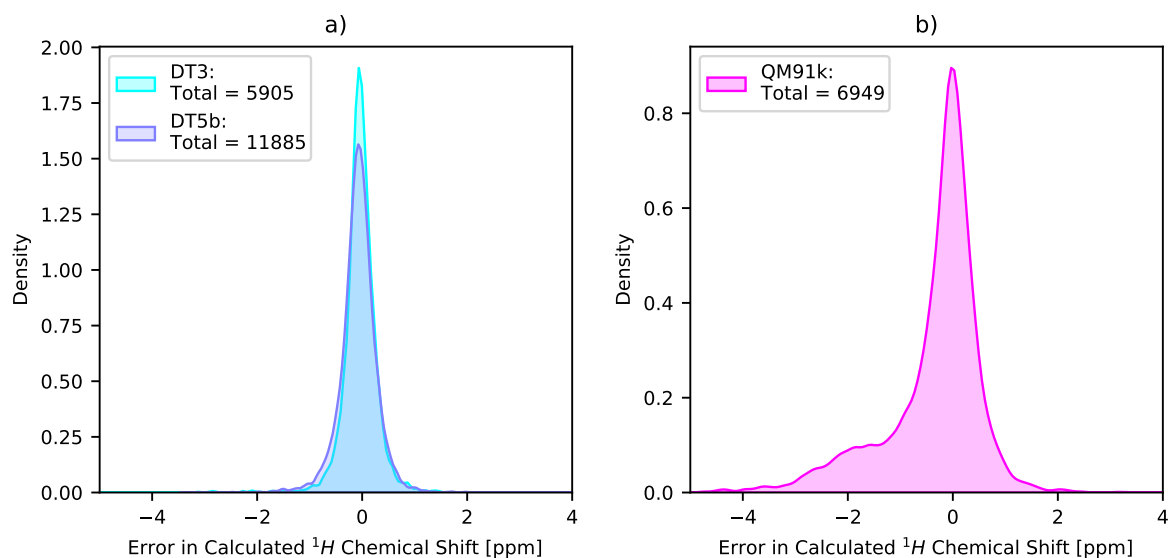 a)
2.00
1.75
1.50
1.25
1.00
0.75
0.50
0.25
0.00
Density
DT3:
Total = 5905
DT5b:
Total = 11885
−4
−2
0
2
4
Error in Calculated ¹H Chemical Shift [ppm]
b)
0.8
0.6
0.4
0.2
0.0
Density
QM91k:
Total = 6949
−4
−2
0
2
4
Error in Calculated ¹H Chemical Shift [ppm]